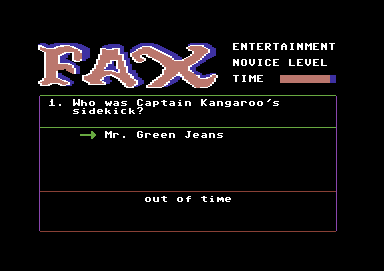 FAX
ENTERTAINMENT
NOVICE LEVEL
TIME
1. Who was Captain Kangaroo's
sidekick?
Mr. Green Jeans
out of time